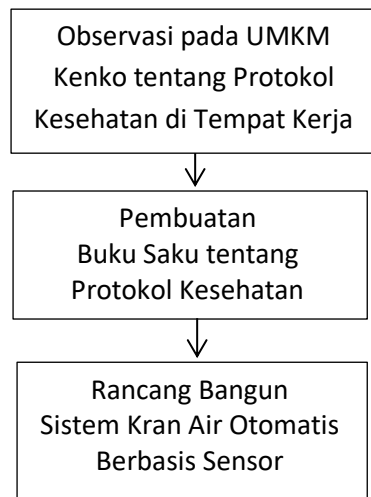 Observasi pada UMKM
Kenko tentang Protokol
Kesehatan di Tempat Kerja
Pembuatan
Buku Saku tentang
Protokol Kesehatan
Rancang Bangun
Sistem Kran Air Otomatis
Berbasis Sensor